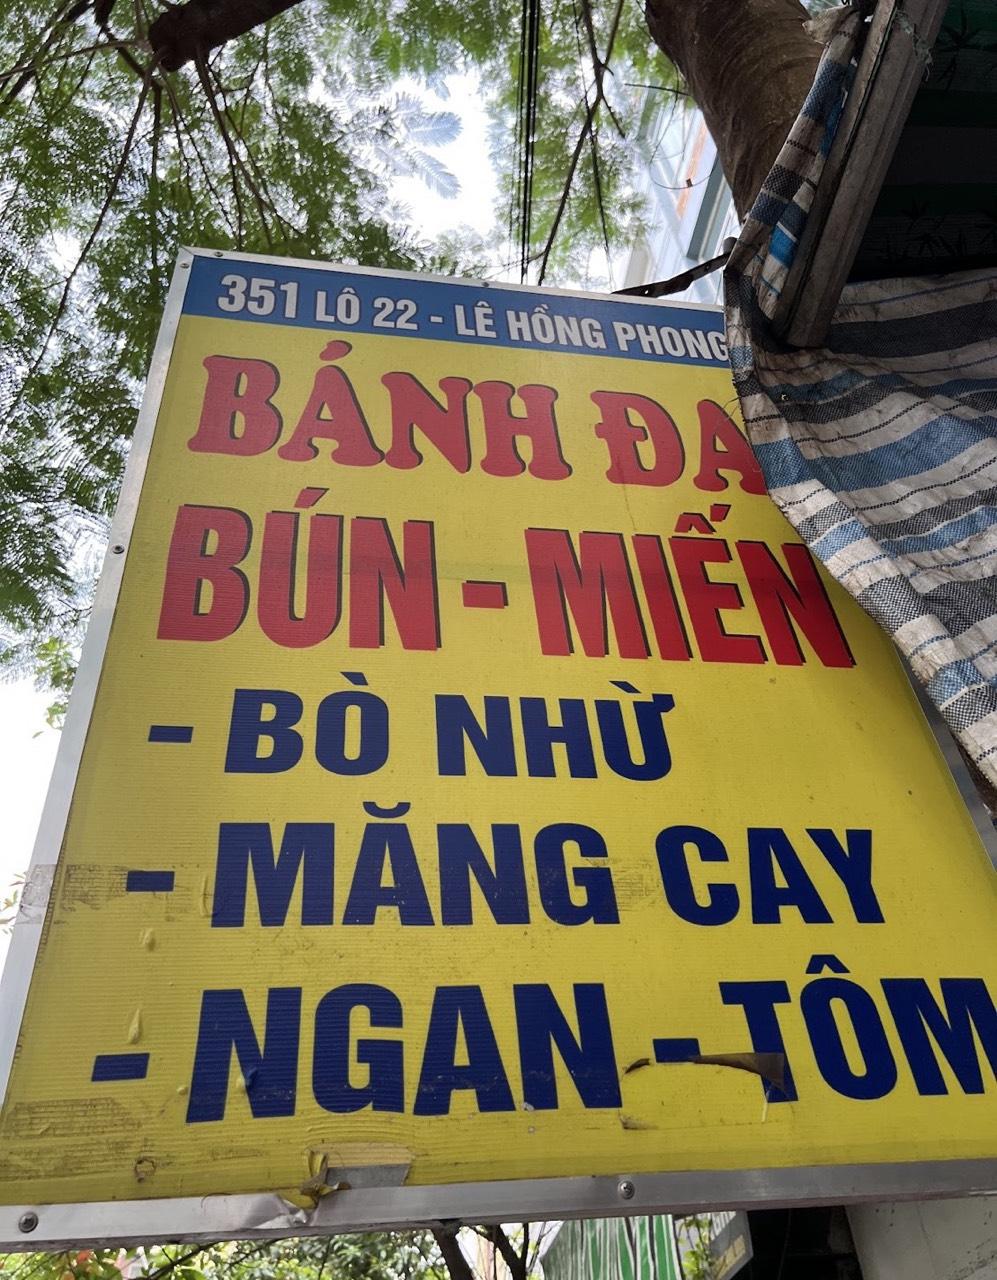 351 LÔ 22 - LÊ HỒNG PHONG
BÁNH ĐA
BÚN - MIẾN
- BÒ NHỪ
- MĂNG CAY
- NGAN - TÔM